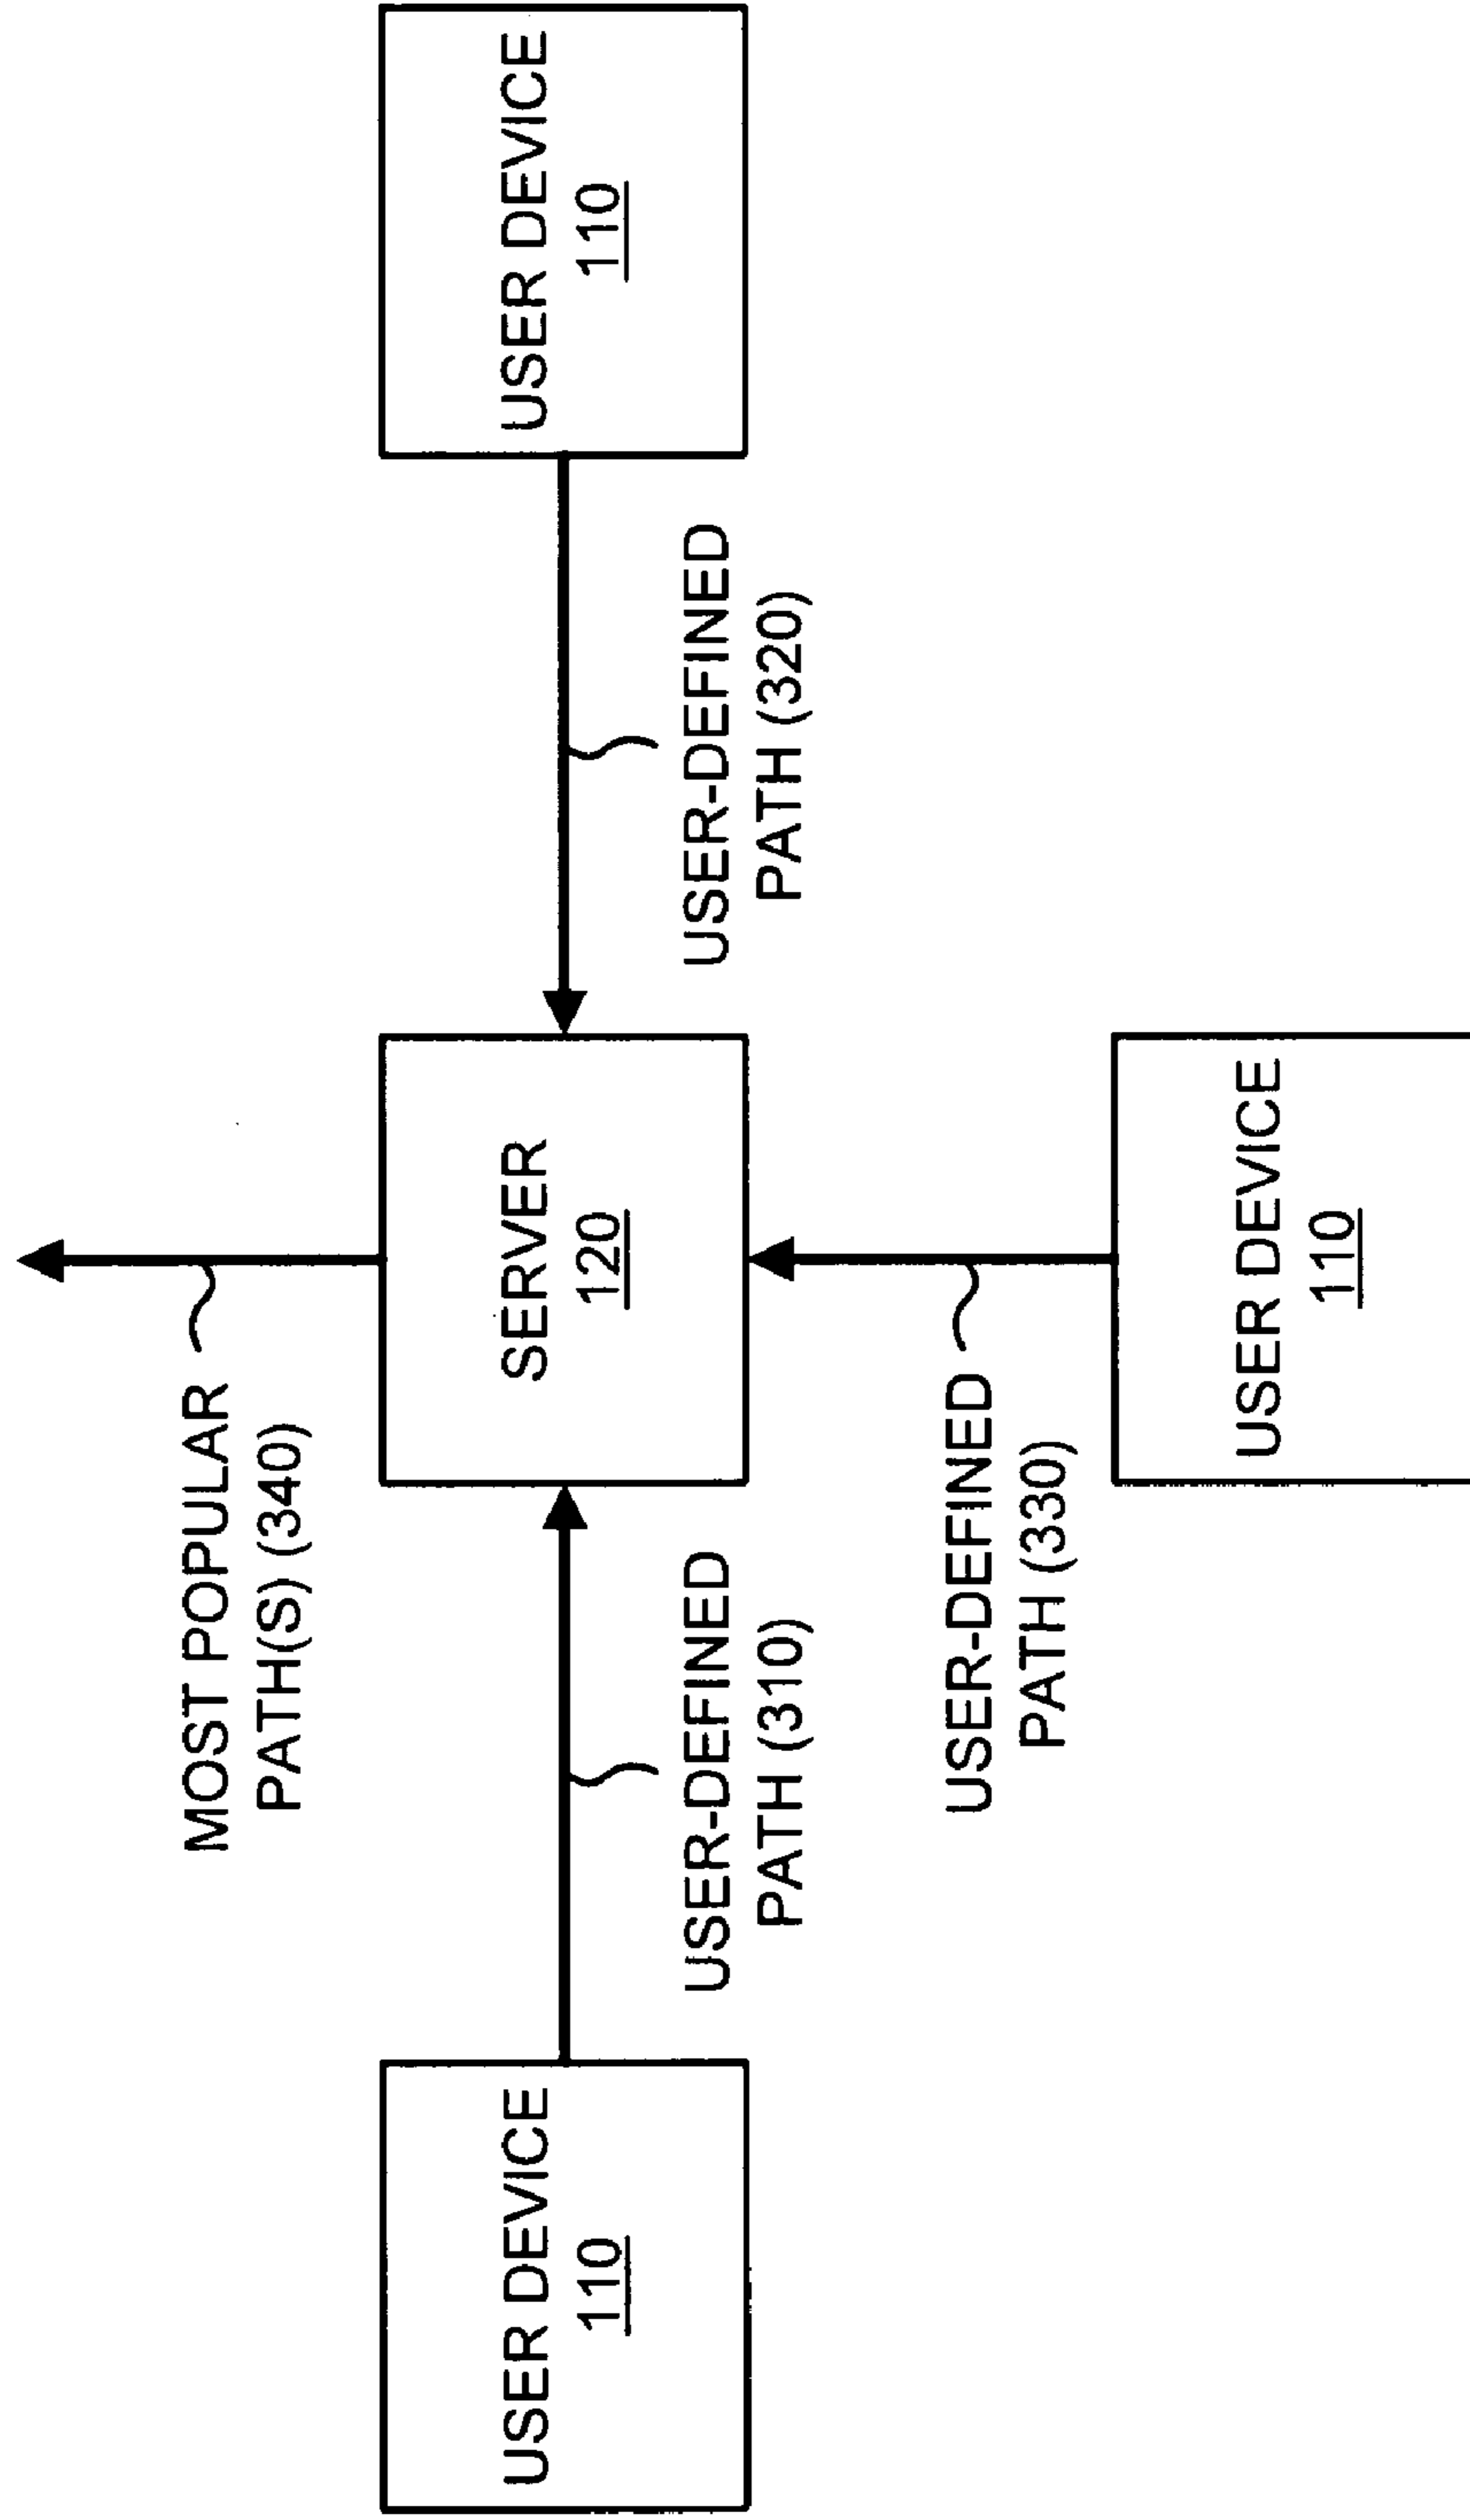 MOST POPULAR
PATH(S) (340)
USER DEVICE
110
SERVER
120
USER DEVICE
110
USER-DEFINED
PATH (310)
USER-DEFINED
PATH (320)
USER-DEFINED
PATH (330)
USER DEVICE
110